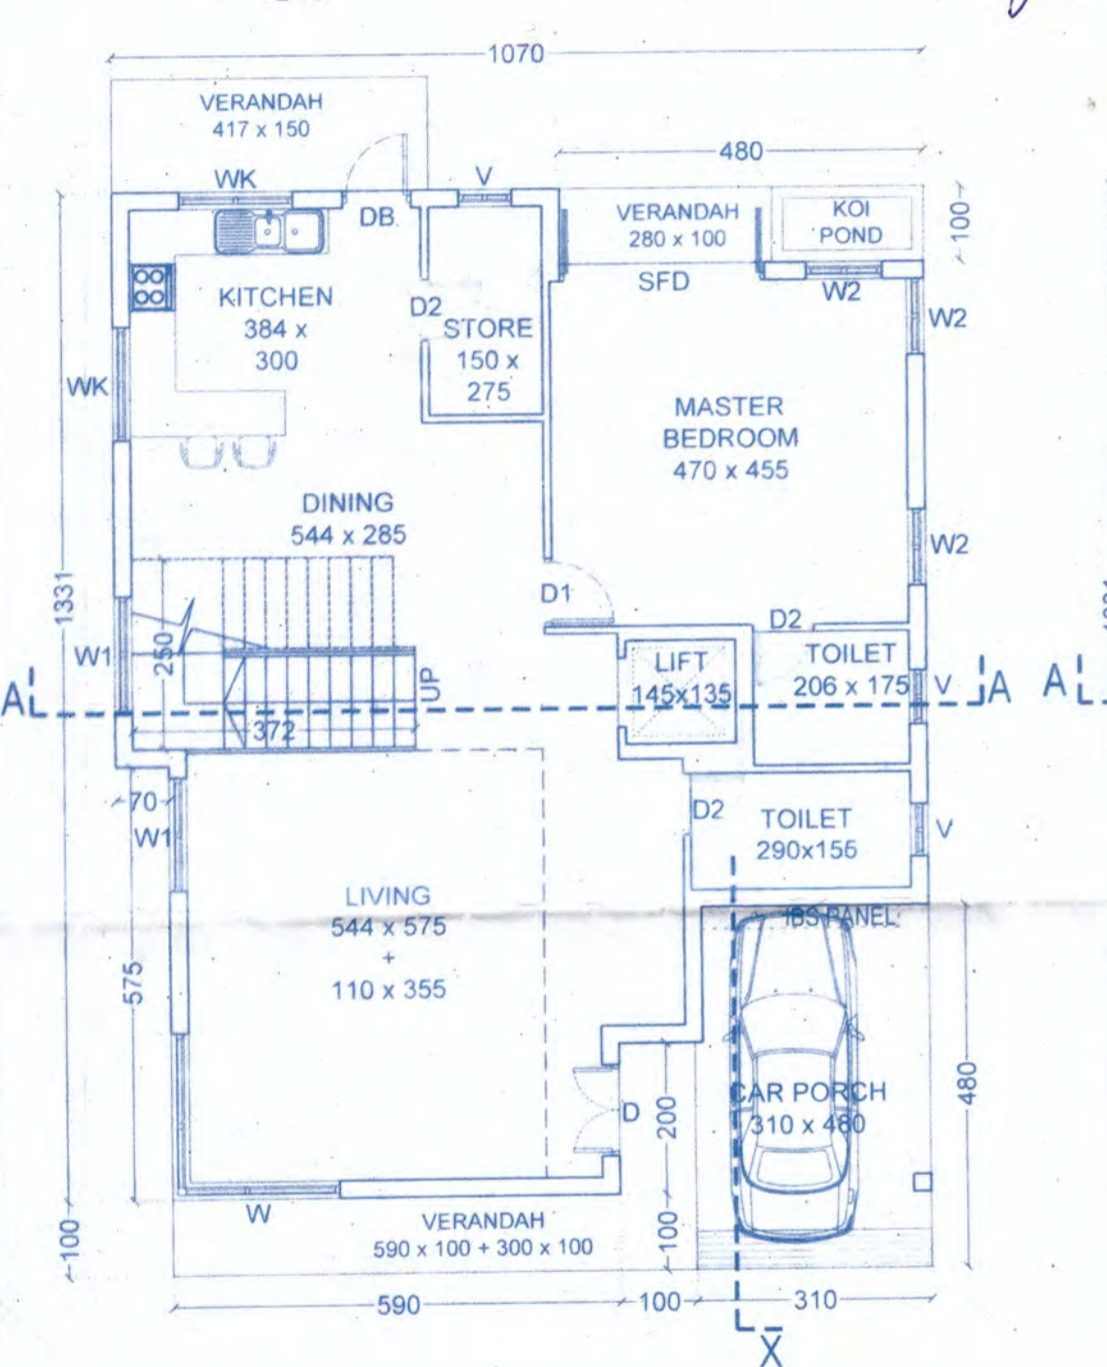 1070
VERANDAH
417 x 150
480
WK
V
DB.
VERANDAH
280 x 100
KOI
POND
100
SFD
W2
W2
KITCHEN
384 x
300
D2
STORE
150 x
275
WK
MASTER
BEDROOM
470 x 455
DINING
544 x 285
W2
1331
D1
D2
W1
250
UP
LIFT
145x135
TOILET
206 x 175
V
A
A
A
372
70
W1
D2
TOILET
290x155
V
LIVING
544 x 575
+
110 x 355
IBS PANEL
575
CAR PORCH
310 x 480
480
D
200
W
VERANDAH
590 x 100 + 300 x 100
100
100
590
100
310
X